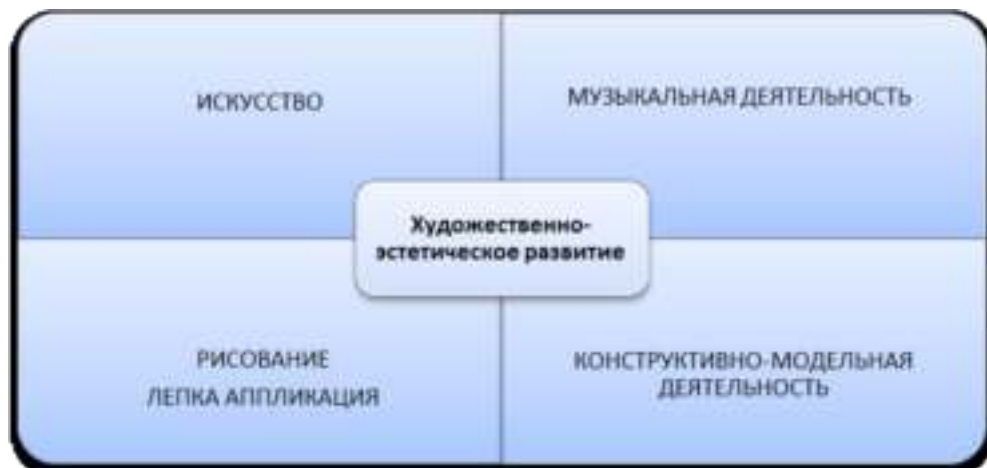 ИСКУССТВО
МУЗЫКАЛЬНАЯ ДЕЯТЕЛЬНОСТЬ
Художественно-
эстетическое развитие
РИСОВАНИЕ
ЛЕПКА АППЛИКАЦИЯ
КОНСТРУКТИВНО-МОДЕЛЬНАЯ
ДЕЯТЕЛЬНОСТЬ